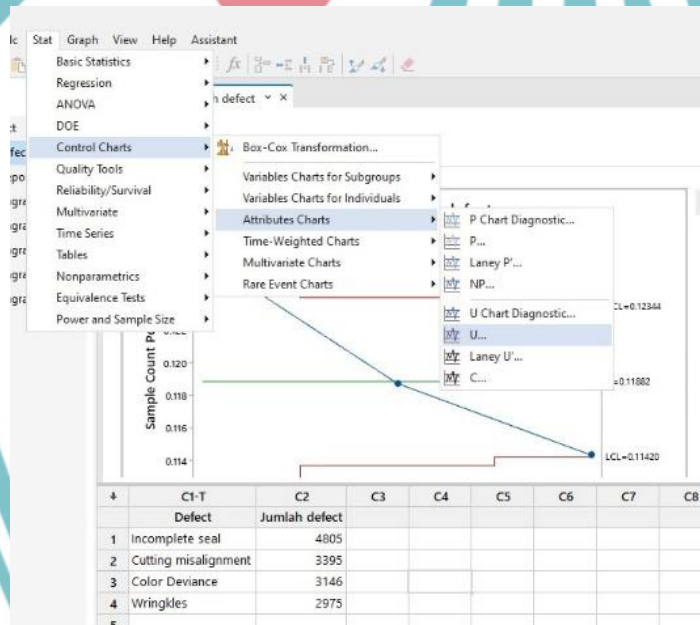 Stat Graph View Help Assistant
Basic Statistics
Regression
ANOVA
DOE
Control Charts
Quality Tools
Reliability/Survival
Multivariate
Time Series
Tables
Nonparametrics
Equivalence Tests
Power and Sample Size
defect
Box-Cox Transformation...
Variables Charts for Subgroups
Variables Charts for Individuals
Attributes Charts
Time-Weighted Charts
Multivariate Charts
Rare Event Charts
P Chart Diagnostic...
P...
Laney P'...
NP...
U Chart Diagnostic...
U...
Laney U'...
C...
CL=0.12344
=0.11882
LCL=0.11420
Sample Count
0.120
0.118
0.116
0.114
C1-T C2 C3 C4 C5 C6 C7 C8
Defect Jumlah defect
1 Incomplete seal 4805
2 Cutting misalignment 3395
3 Color Deviance 3146
4 Wringkles 2975